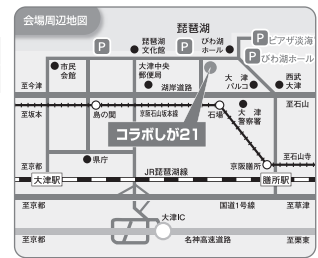 会場周辺地図
琵琶湖
P
琵琶湖
文化館
P
びわ湖
ホール
P
ピアザ淡海
P
びわ湖ホール
市民
会館
大津中央
郵便局
大津
パルコ
西武
大津
至今津
湖岸道路
至石山
至坂本
島の関
京阪石山坂本線
石場
大津
警察署
コラボしが21
県庁
至石山寺
至京都
JR琵琶湖線
京阪膳所
大津駅
膳所駅
至京都
国道1号線
至草津
大津IC
至京都
名神高速道路
至栗東